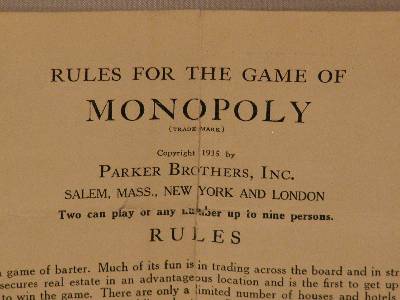 RULES FOR THE GAME OF
MONOPOLY
(TRADE MARK)
Copyright 1935 by
PARKER BROTHERS, INC.
SALEM, MASS., NEW YORK AND LONDON
Two can play or any number up to nine persons.
RULES
a game of barter. Much of its fun is in trading across the board and in
secures real estate in an advantageous location and is the first to get up
to win the game. There are only a limited number of houses and hotels